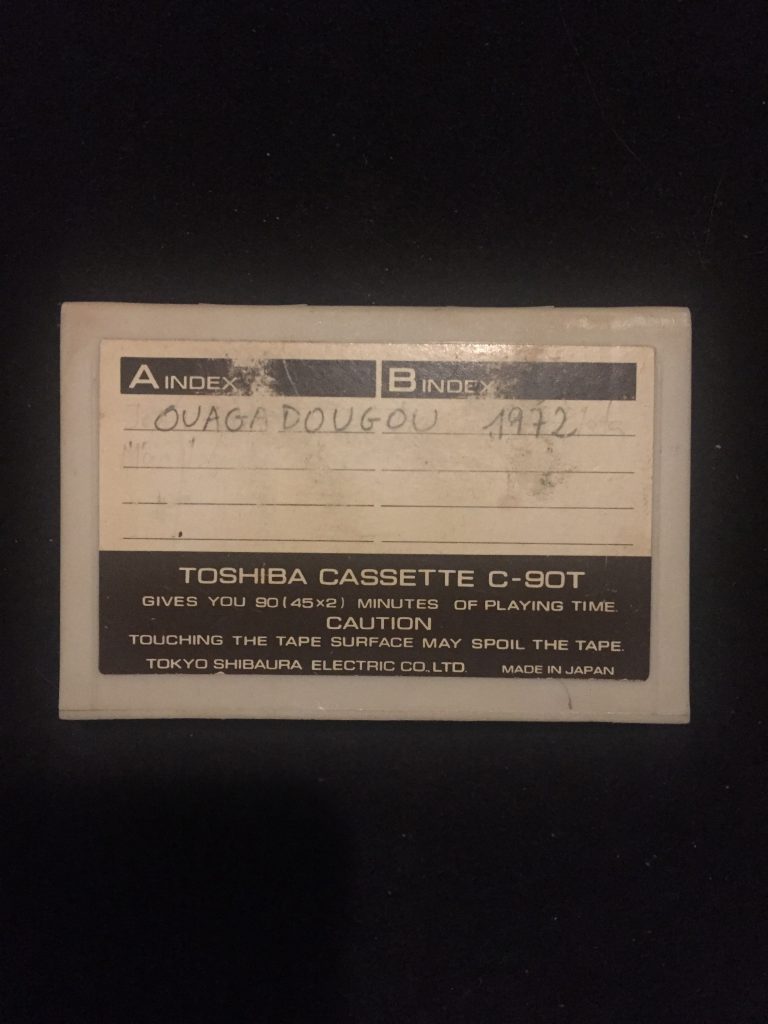 A INDEX B INDEX
OUAGADOUGOU 1972
TOSHIBA CASSETTE C-90T
GIVES YOU 90 (45×2) MINUTES OF PLAYING TIME.
CAUTION
TOUCHING THE TAPE SURFACE MAY SPOIL THE TAPE.
TOKYO SHIBAURA ELECTRIC CO., LTD. MADE IN JAPAN